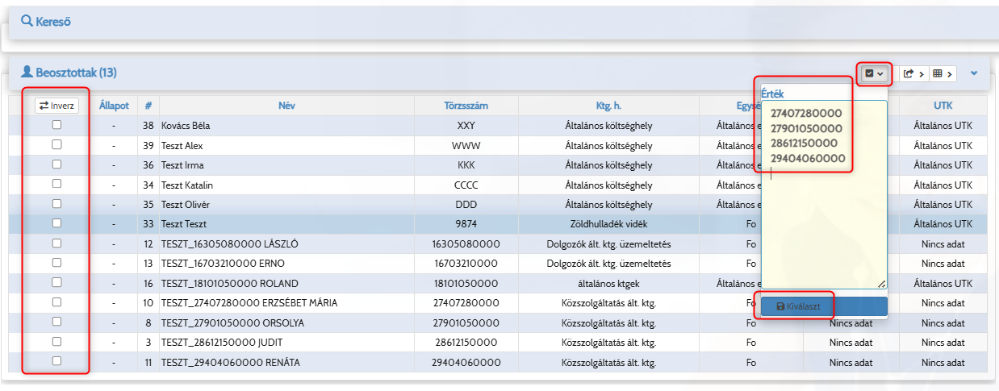 Kereső
Beosztottak (13)
Inverz Állapot # Név Törzsszám Ktg. h. Egysé UTK
- 38 Kovács Béla XXY Általános költséghely Általános e Általános UTK
- 39 Teszt Alex WWW Általános költséghely Általános e Általános UTK
- 36 Teszt Irma KKK Általános költséghely Általános e Általános UTK
- 34 Teszt Katalin CCCC Általános költséghely Általános e Általános UTK
- 35 Teszt Olivér DDD Általános költséghely Általános e Általános UTK
- 33 Teszt Teszt 9874 Zöldhulladék vidék Fo Általános UTK
- 12 TESZT_16305080000 LÁSZLÓ 16305080000 Dolgozók ált. ktg. üzemeltetés Fo Nincs adat
- 13 TESZT_16703210000 ERNO 16703210000 Dolgozók ált. ktg. üzemeltetés Fo Nincs adat
- 16 TESZT_18101050000 ROLAND 18101050000 általános ktgek Általános e Általános UTK
- 10 TESZT_27407280000 ERZSÉBET MÁRIA 27407280000 Közszolgáltatás ált. ktg. Fo Nincs adat
- 8 TESZT_27901050000 ORSOLYA 27901050000 Közszolgáltatás ált. ktg. Fo Nincs adat Nincs adat
- 3 TESZT_28612150000 JUDIT 28612150000 Közszolgáltatás ált. ktg. Fo Nincs adat Nincs adat
- 11 TESZT_29404060000 RENÁTA 29404060000 Közszolgáltatás ált. ktg. Fo Nincs adat Nincs adat
Érték
27407280000
27901050000
28612150000
29404060000
Kiválaszt